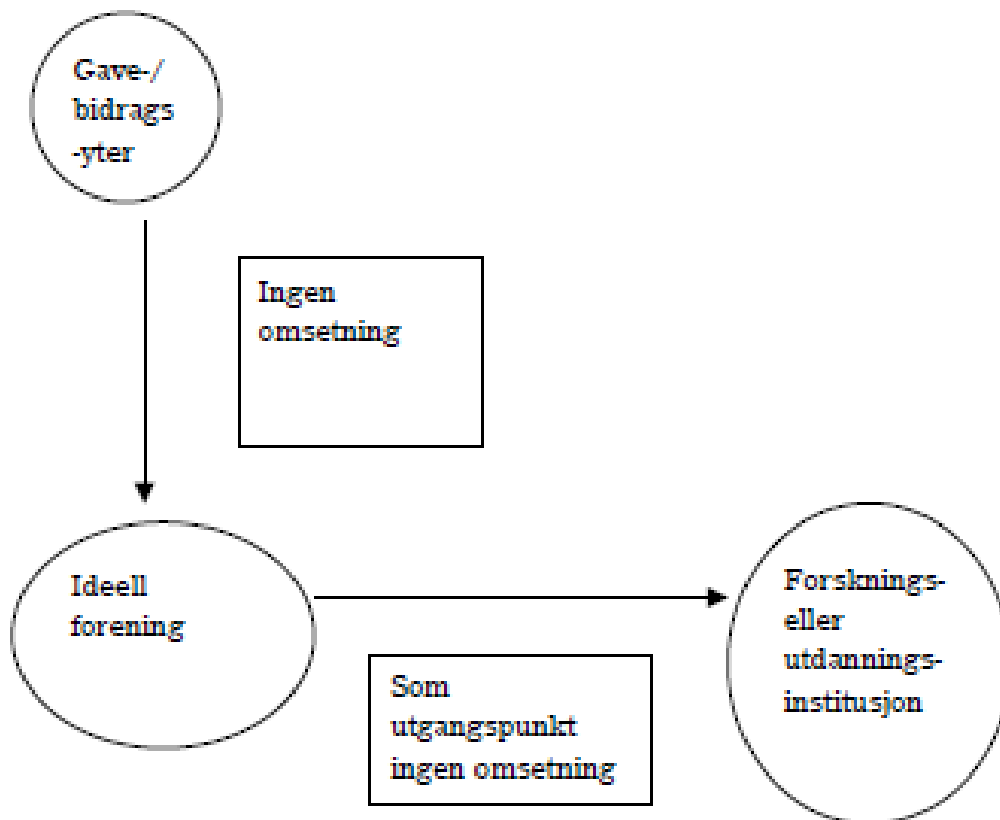 Gave-/
bidrags
-yter
Ingen
omsetning
Ideell
forening
Som
utgangspunkt
ingen omsetning
Forsknings-
eller
utdannings-
institusjon